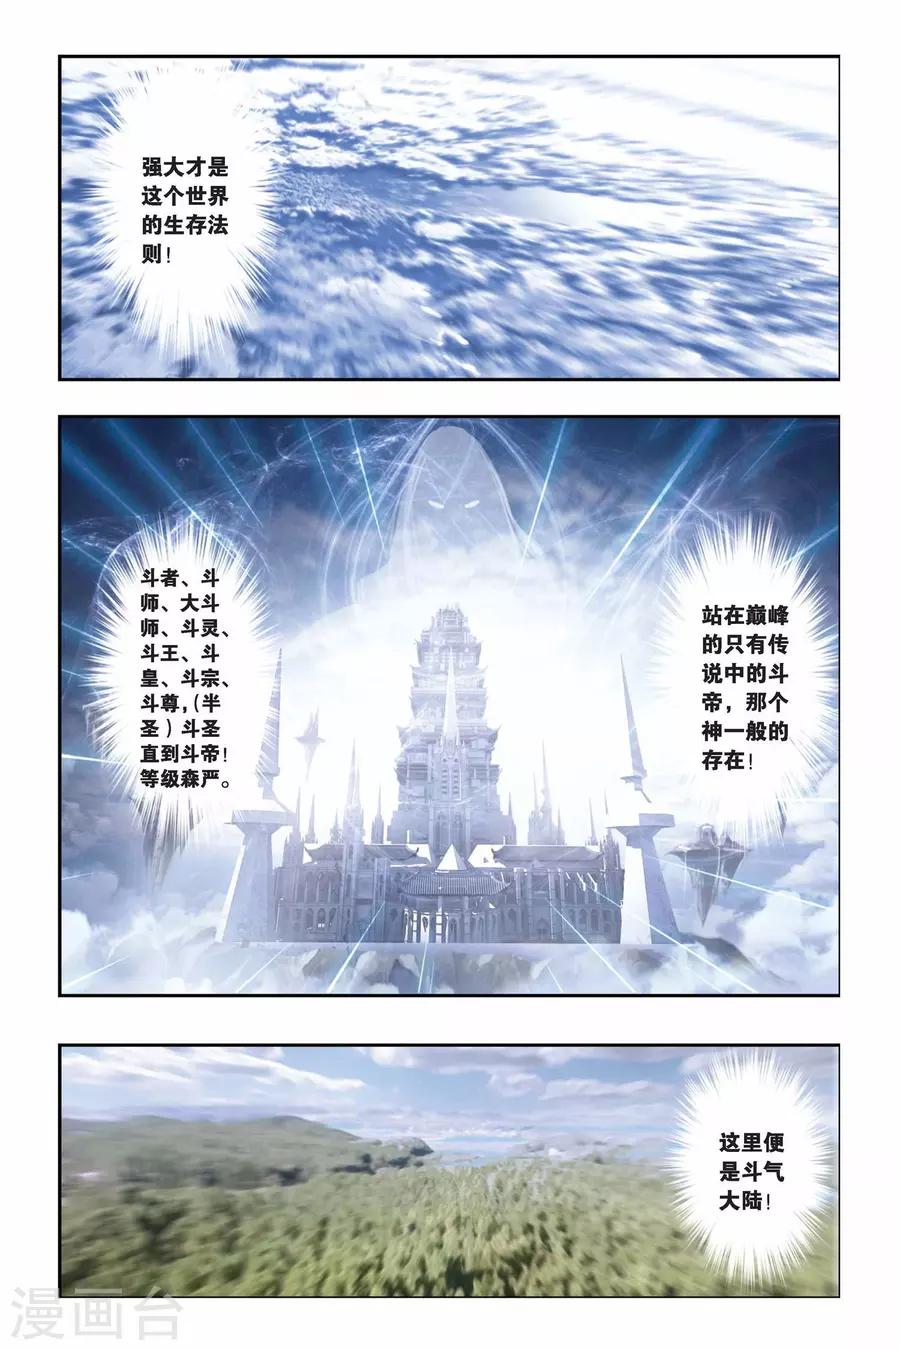 强大才是
这个世界
的生存法
则！
站在巅峰
的只有传
说中的斗
帝，那个
神一般的
存在！
斗者、斗
师、大斗
师、斗灵、
斗王、斗
皇、斗宗、
斗尊，(半
圣）斗圣
直到斗帝！
等级森严。
这里便
是斗气
大陆！
漫画台